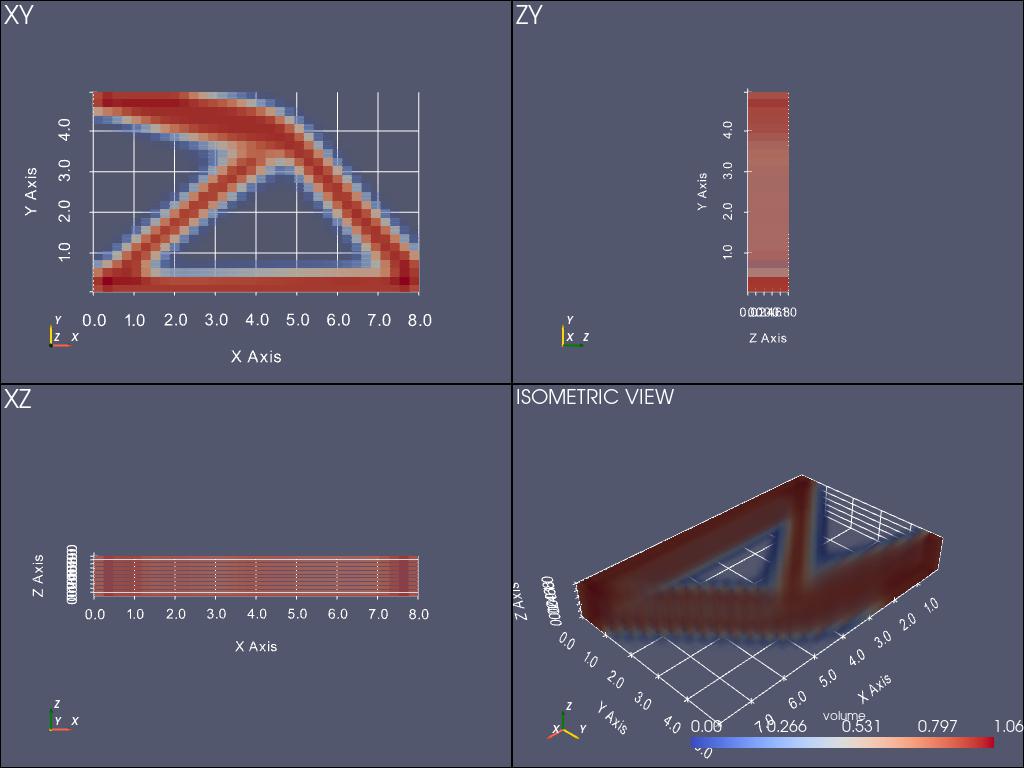 XY
4.0
3.0
2.0
1.0
Y Axis
0.0 1.0 2.0 3.0 4.0 5.0 6.0 7.0 8.0
X Axis
Y
Z X
ZY
4.0
3.0
2.0
1.0
Y Axis
Z Axis
Y
X Z
XZ
Z Axis
0.0 1.0 2.0 3.0 4.0 5.0 6.0 7.0 8.0
X Axis
Z
Y X
ISOMETRIC VIEW
Z Axis
0.0 1.0 2.0 3.0 4.0
Y Axis
1.0
2.0
3.0
4.0
5.0
6.0
X Axis
Z
X Y
volume
0.00 0.266 0.531 0.797 1.06